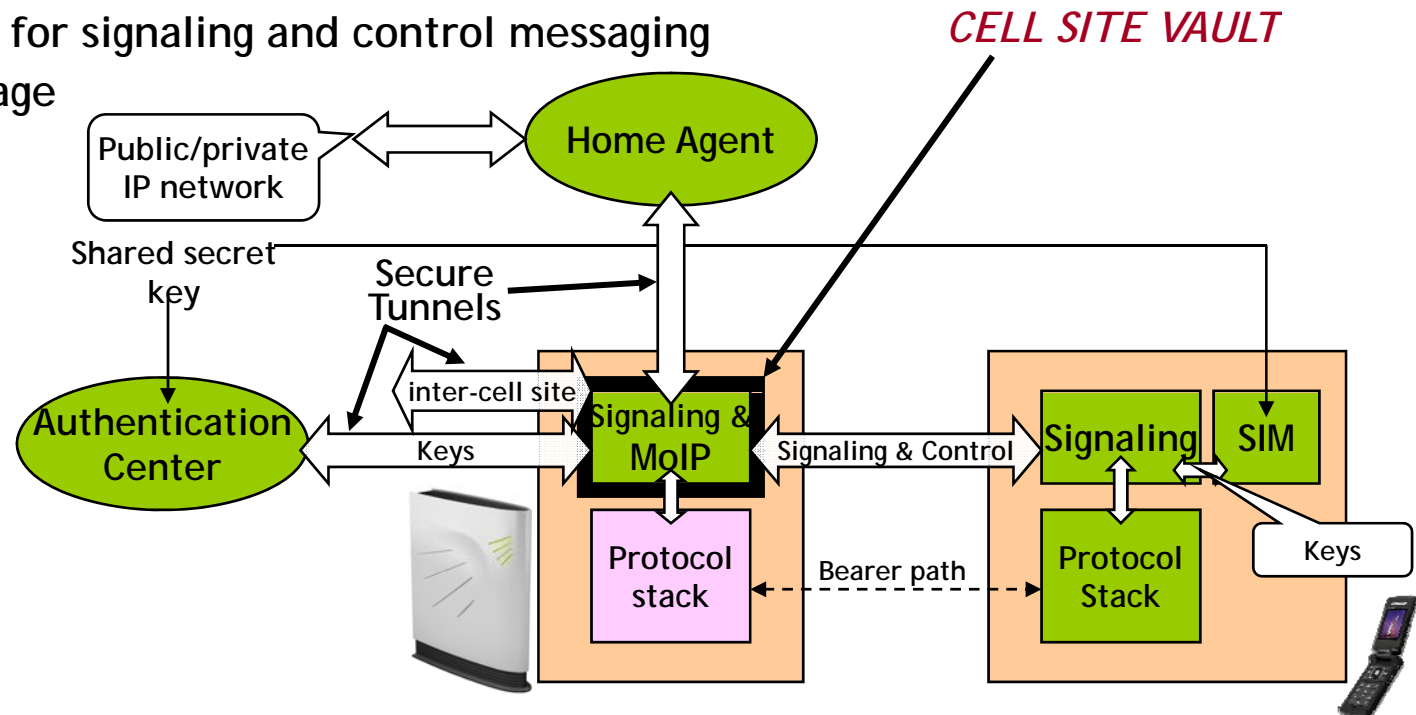 for signaling and control messaging
CELL SITE VAULT
age
Public/private
IP network
Home Agent
Shared secret
key
Secure
Tunnels
inter-cell site
Authentication
Center
Keys
Signaling &
MoIP
Signaling & Control
Signaling
SIM
Protocol
stack
Bearer path
Protocol
Stack
Keys